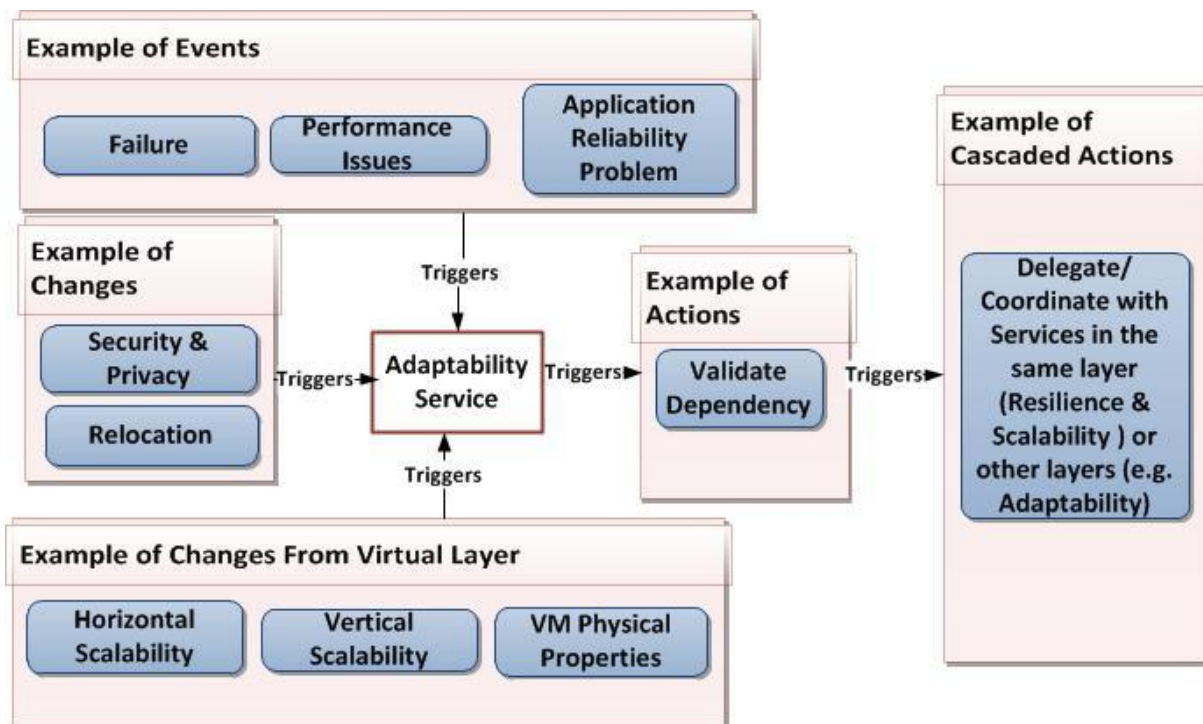 Example of Events
Failure
Performance
Issues
Application
Reliability
Problem
Example of
Cascaded Actions
Delegate/
Coordinate with
Services in the
same layer
(Resilience &
Scalability ) or
other layers (e.g.
Adaptability)
Example of
Changes
Security &
Privacy
Relocation
Triggers
Triggers
Adaptability
Service
Triggers
Example of
Actions
Validate
Dependency
Triggers
Triggers
Example of Changes From Virtual Layer
Horizontal
Scalability
Vertical
Scalability
VM Physical
Properties